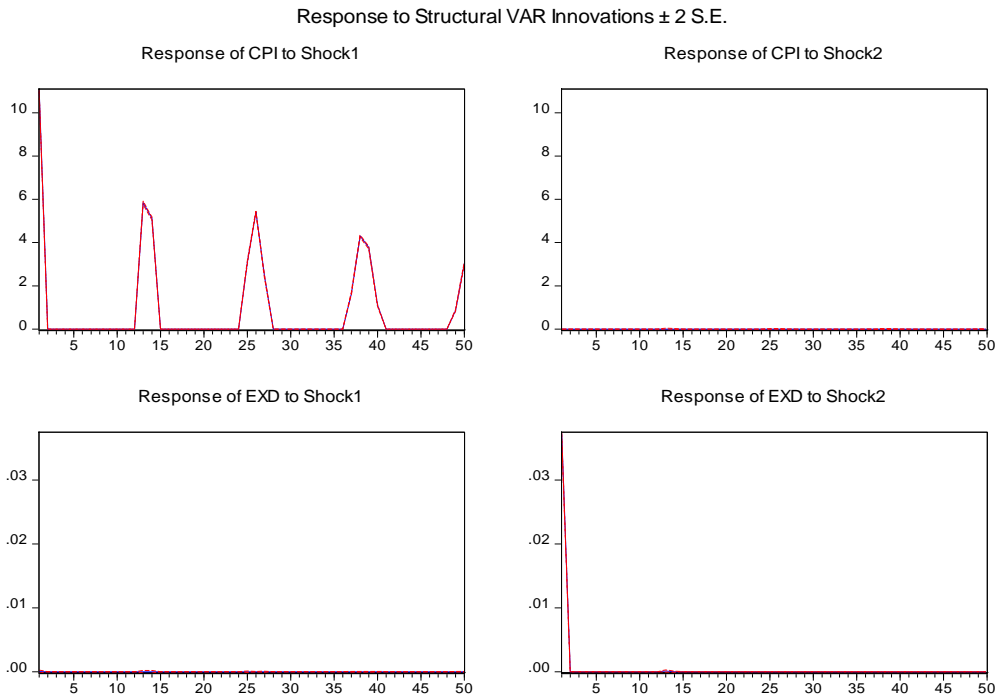 Response to Structural VAR Innovations ± 2 S.E.
Response of CPI to Shock1
Response of CPI to Shock2
10
8
6
4
2
0
5 10 15 20 25 30 35 40 45 50
10
8
6
4
2
0
5 10 15 20 25 30 35 40 45 50
Response of EXD to Shock1
Response of EXD to Shock2
.03
.02
.01
.00
5 10 15 20 25 30 35 40 45 50
.03
.02
.01
.00
5 10 15 20 25 30 35 40 45 50